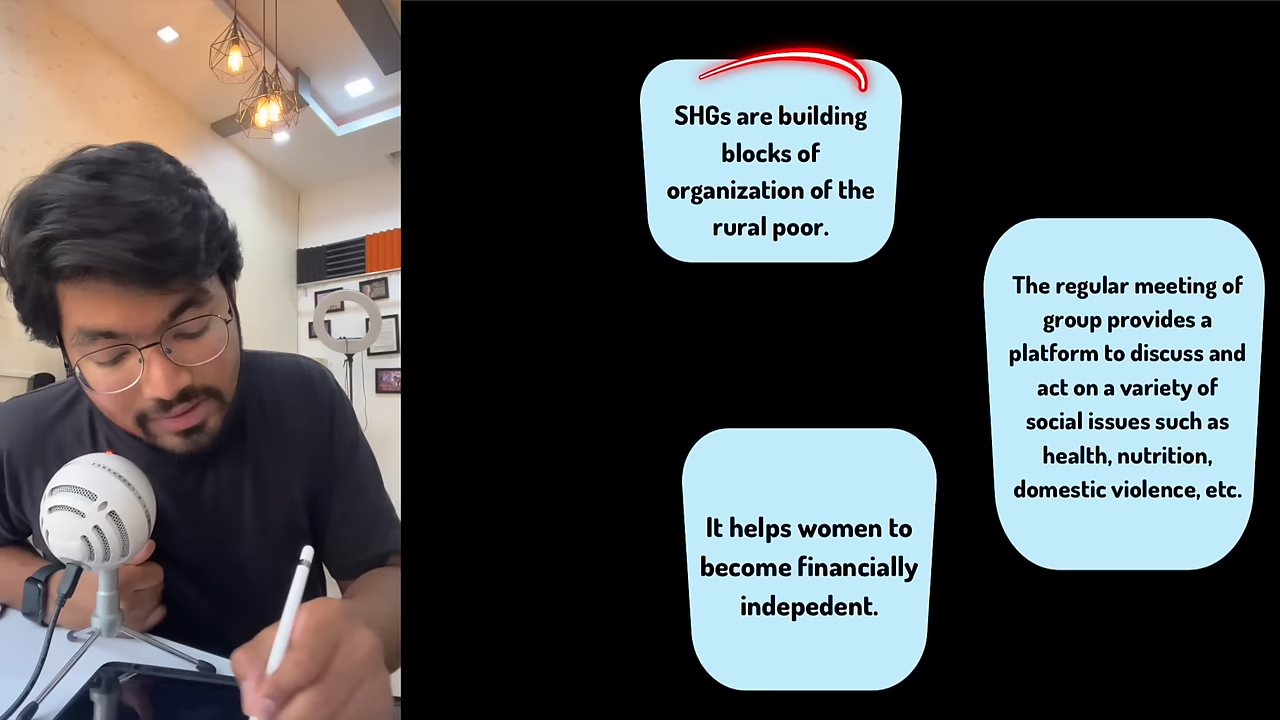 SHGs are building
blocks of
organization of the
rural poor.
The regular meeting of
group provides a
platform to discuss and
act on a variety of
social issues such as
health, nutrition,
domestic violence, etc.
It helps women to
become financially
indepedent.